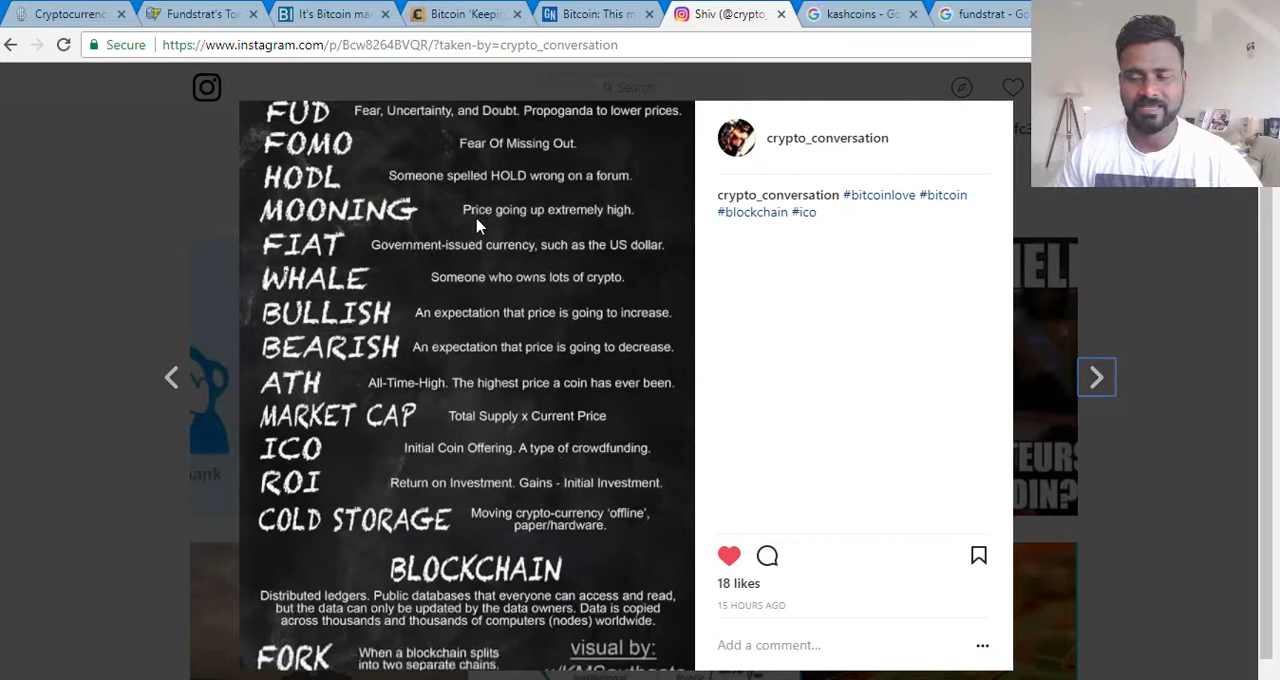 Cryptocurrenc
Fundstrat's To
It's Bitcoin ma
Bitcoin 'Keepin
Bitcoin: This m
Shiv (@crypto_
kashcoins - Go
fundstrat - Go
Secure
https://www.instagram.com/p/Bcw8264BVQR/?taken-by=crypto_conversation
Search
FUD Fear, Uncertainty, and Doubt. Propaganda to lower prices.
FOMO Fear Of Missing Out.
HODL Someone spelled HOLD wrong on a forum.
MOONING Price going up extremely high.
FIAT Government-issued currency, such as the US dollar.
WHALE Someone who owns lots of crypto.
BULLISH An expectation that price is going to increase.
BEARISH An expectation that price is going to decrease.
ATH All-Time-High. The highest price a coin has ever been.
MARKET CAP Total Supply x Current Price
ICO Initial Coin Offering. A type of crowdfunding.
ROI Return on Investment. Gains - Initial Investment.
COLD STORAGE Moving crypto-currency 'offline',
paper/hardware.
BLOCKCHAIN
Distributed ledgers. Public databases that everyone can access and read,
but the data can only be updated by the data owners. Data is copied
across thousands and thousands of computers (nodes) worldwide.
FORK When a blockchain splits
into two separate chains.
visual by:
crypto_conversation
crypto_conversation #bitcoinlove #bitcoin
#blockchain #ico
18 likes
15 HOURS AGO
Add a comment...
bank